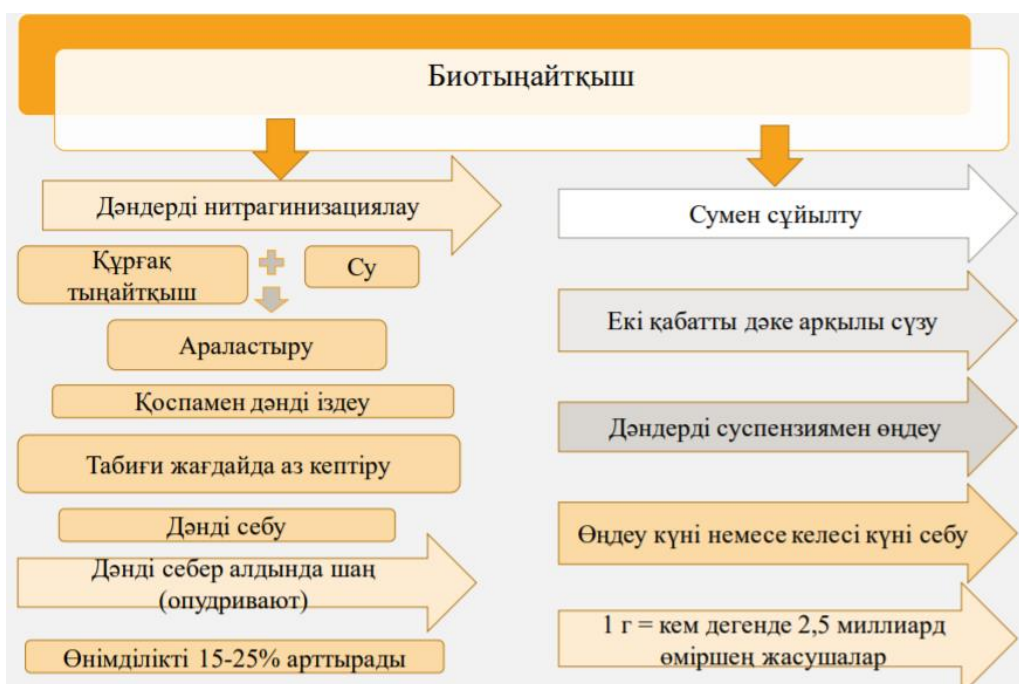 Биотыңайтқыш
Дәндерді нитрагинизациялау
Құрғақ
тыңайтқыш
Су
Араластыру
Қоспамен дәнді іздеу
Табиғи жағдайда аз кептіру
Дәнді себу
Дәнді себер алдында шаң
(опудривают)
Өнімділікті 15-25% арттырады
Сумен сұйылту
Екі қабатты дәке арқылы сүзу
Дәндерді суспензиямен өңдеу
Өңдеу күні немесе келесі күні себу
1 г = кем дегенде 2,5 миллиард
өміршең жасушалар